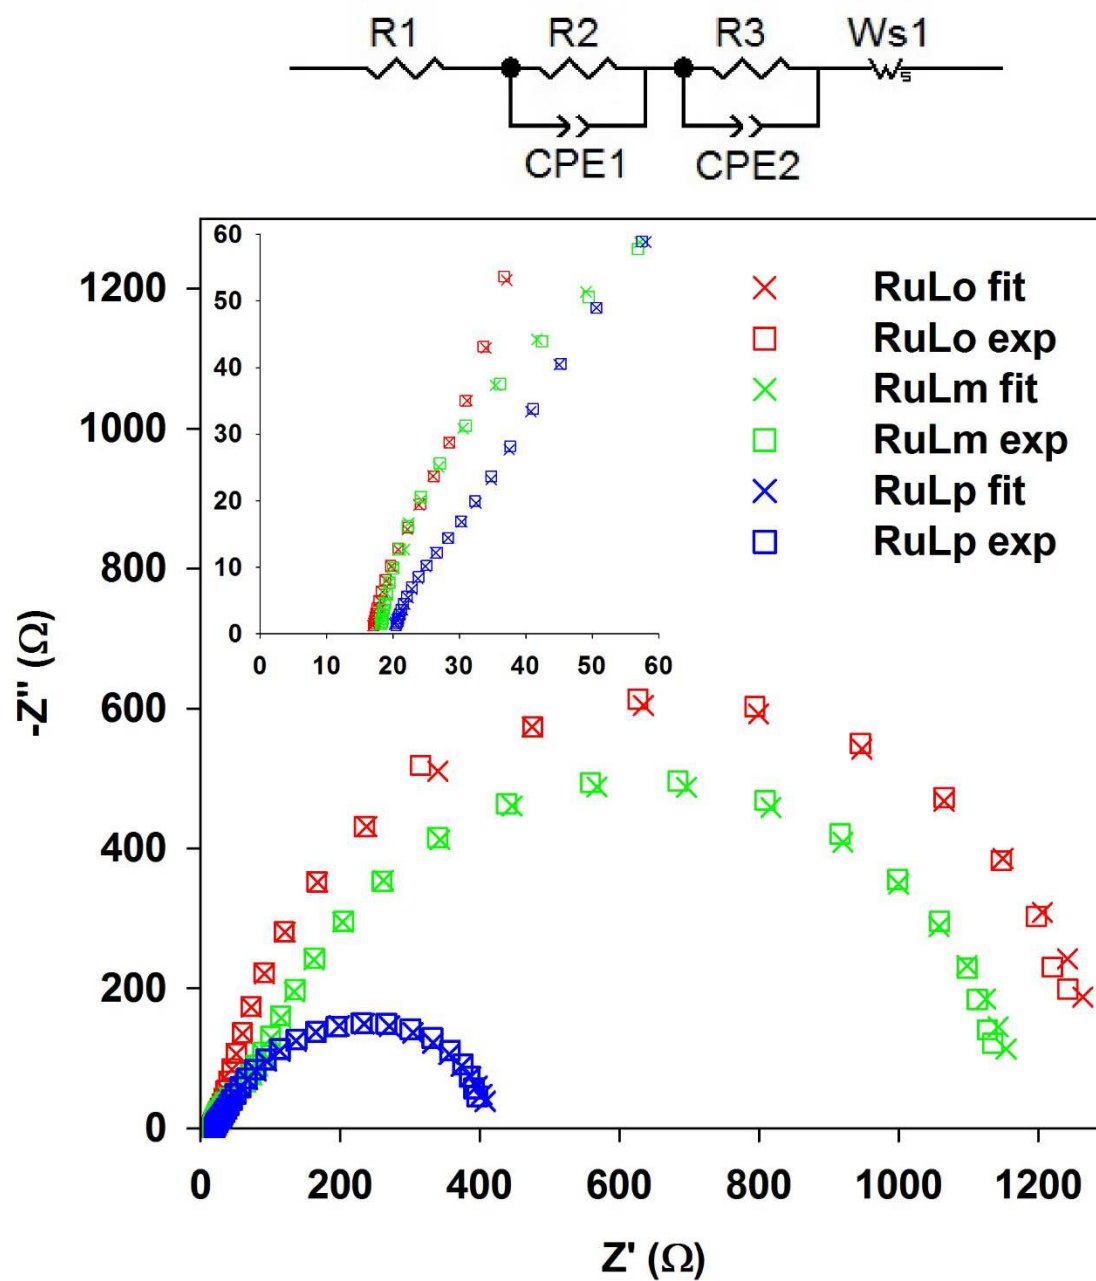 R1 R2 R3 Ws1
CPE1 CPE2
60
50
40
30
20
10
0
0 10 20 30 40 50 60
1200
1000
800
600
400
200
0
-Z" (Ω)
RuLo fit
RuLo exp
RuLm fit
RuLm exp
RuLp fit
RuLp exp
0 200 400 600 800 1000 1200
Z' (Ω)